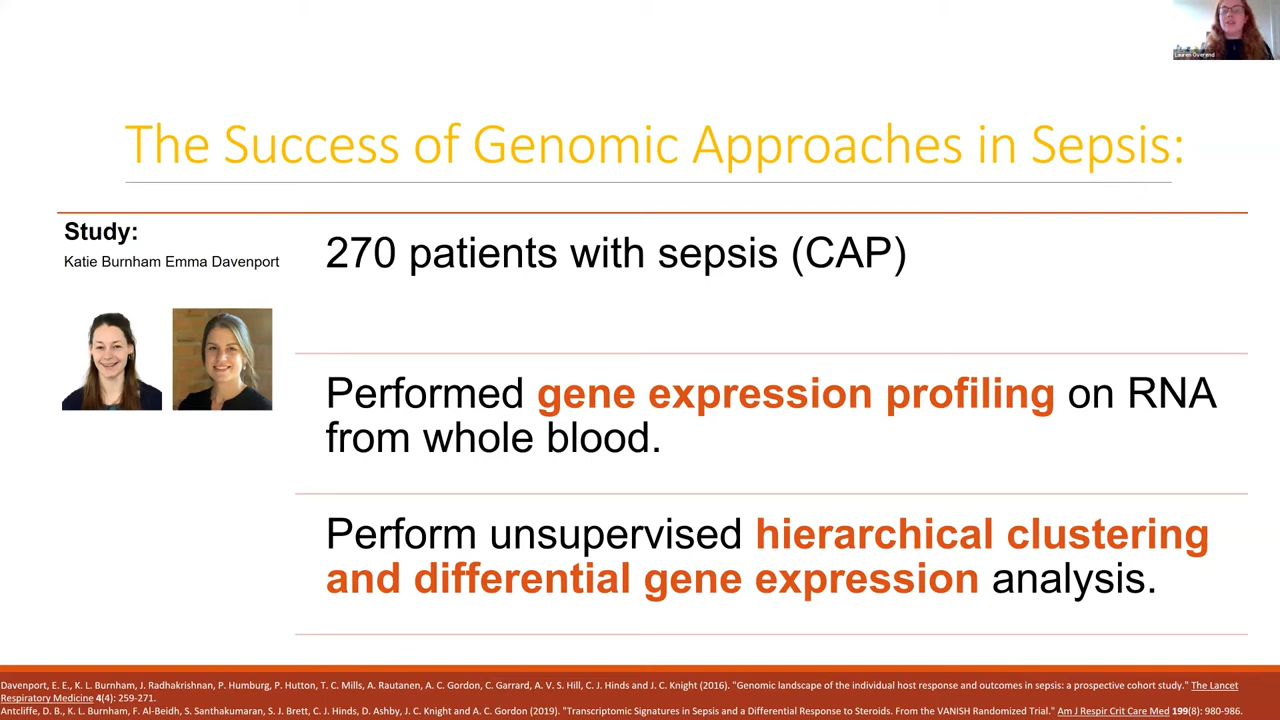 Lauren Overend
The Success of Genomic Approaches in Sepsis:
Study:
Katie Burnham Emma Davenport
270 patients with sepsis (CAP)
Performed gene expression profiling on RNA
from whole blood.
Perform unsupervised hierarchical clustering
and differential gene expression analysis.
Davenport, E. E., K. L. Burnham, J. Radhakrishnan, P. Humburg, P. Hutton, T. C. Mills, A. Rautanen, A. C. Gordon, C. Garrard, A. V. S. Hill, C. J. Hinds and J. C. Knight (2016). "Genomic landscape of the individual host response and outcomes in sepsis: a prospective cohort study." The Lancet
Respiratory Medicine 4(4): 259-271.
Antcliffe, D. B., K. L. Burnham, F. Al-Beidh, S. Santhakumaran, S. J. Brett, C. J. Hinds, D. Ashby, J. C. Knight and A. C. Gordon (2019). "Transcriptomic Signatures in Sepsis and a Differential Response to Steroids. From the VANISH Randomized Trial." Am J Respir Crit Care Med 199(8): 980-986.